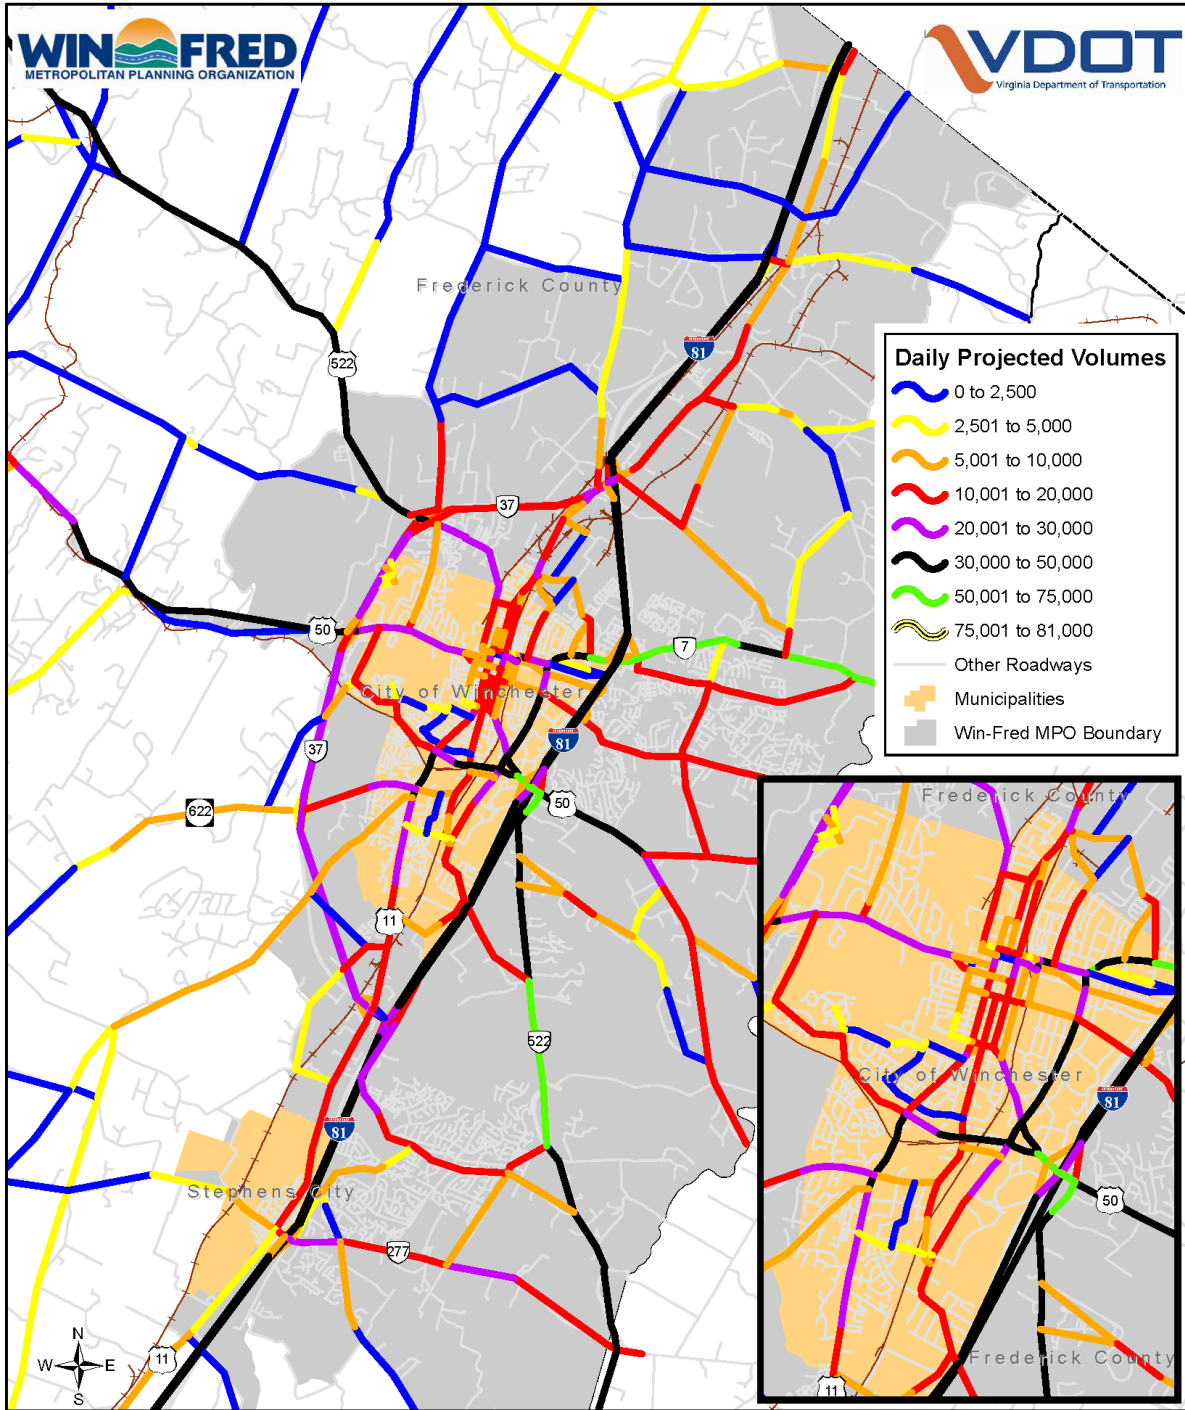 WIN FRED
METROPOLITAN PLANNING ORGANIZATION
VDOT
Virginia Department of Transportation
Frederick County
522
81
Daily Projected Volumes
0 to 2,500
2,501 to 5,000
5,001 to 10,000
10,001 to 20,000
20,001 to 30,000
30,000 to 50,000
50,001 to 75,000
75,001 to 81,000
Other Roadways
Municipalities
Win-Fred MPO Boundary
37
50
7
City of Winchester
37
81
50
622
11
522
81
Stephens City
277
11
N
W E
S
Frederick County
City of Winchester
81
50
Frederick County
11